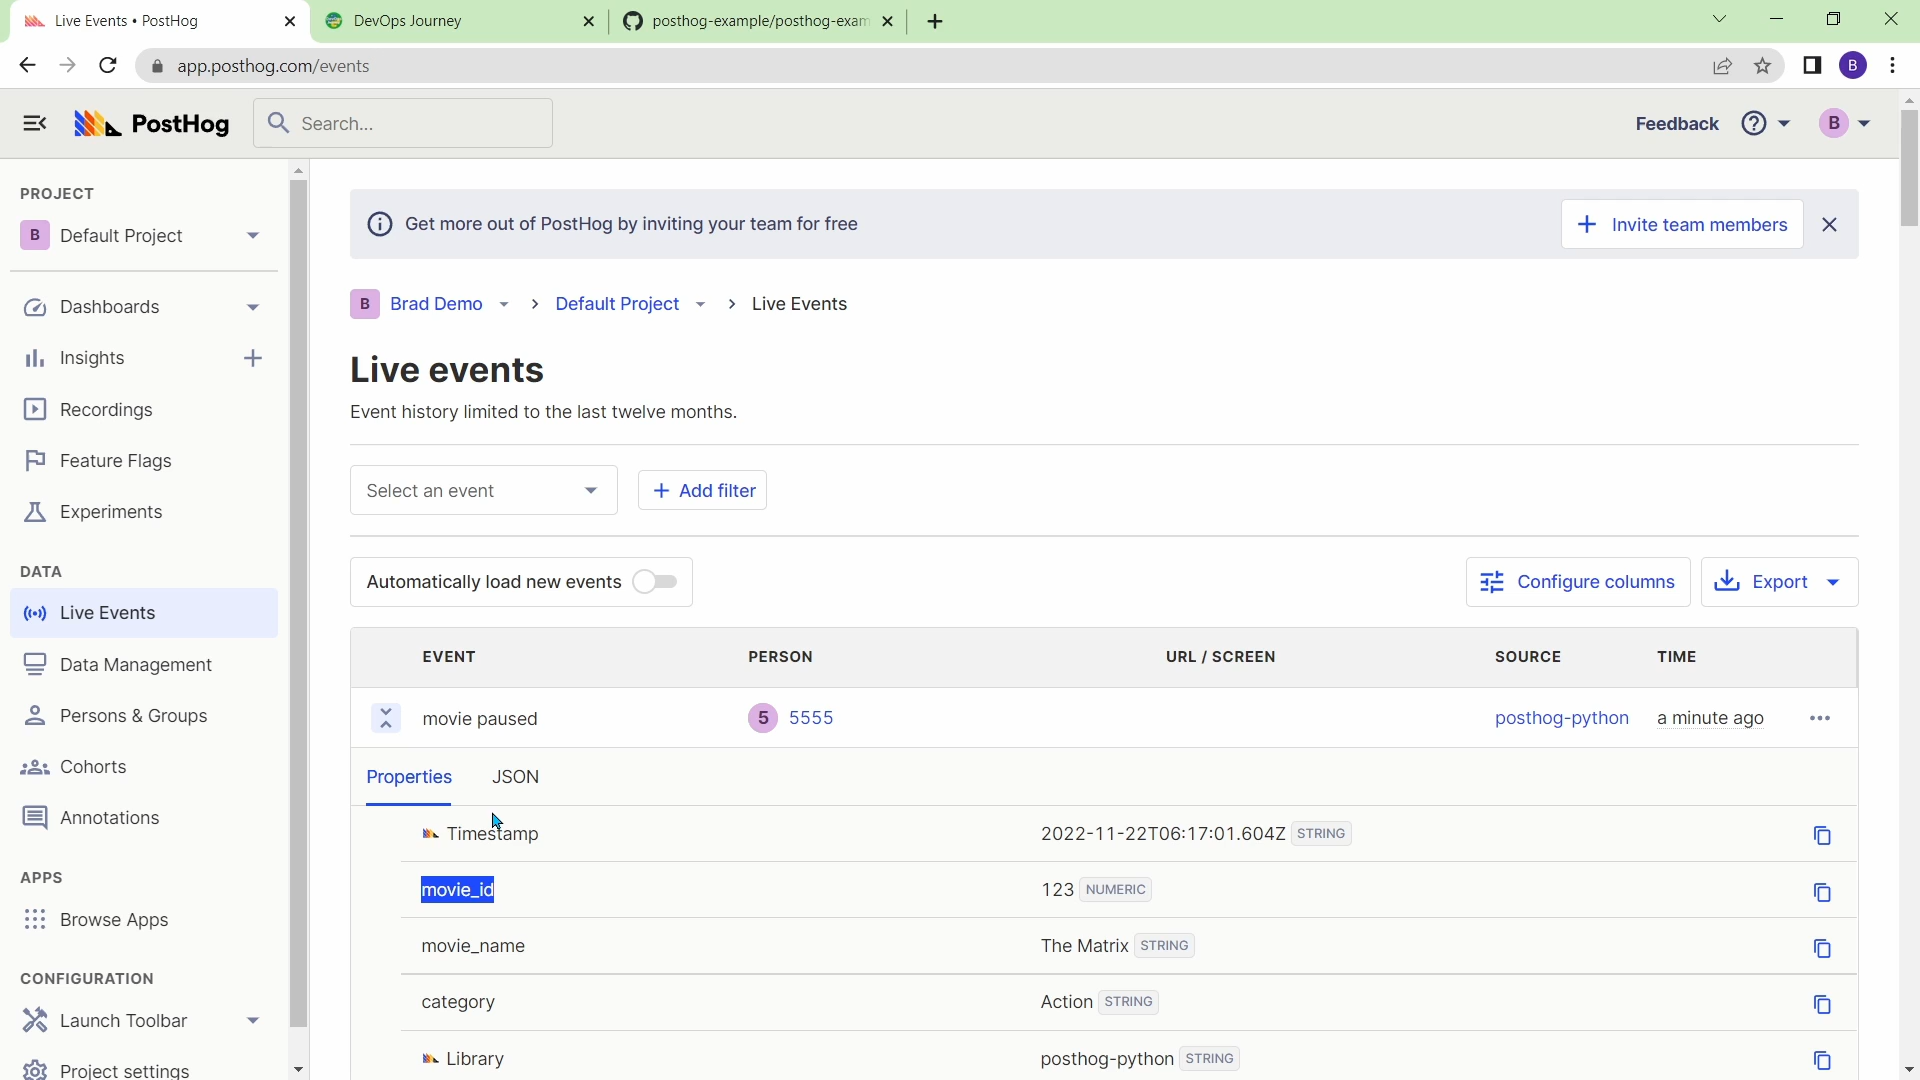 Live Events • PostHog
DevOps Journey
posthog-example/posthog-exam
app.posthog.com/events
B
PostHog
Search...
Feedback
B
PROJECT
B Default Project
Dashboards
Insights
Recordings
Feature Flags
Experiments
DATA
Live Events
Data Management
Persons & Groups
Cohorts
Annotations
APPS
Browse Apps
CONFIGURATION
Launch Toolbar
Project settings
Get more out of PostHog by inviting your team for free
Invite team members
B Brad Demo > Default Project > Live Events
Live events
Event history limited to the last twelve months.
Select an event
+ Add filter
Automatically load new events
Configure columns
Export
EVENT PERSON URL / SCREEN SOURCE TIME
movie paused 5 5555 posthog-python a minute ago
Properties JSON
Timestamp 2022-11-22T06:17:01.604Z STRING
movie_id 123 NUMERIC
movie_name The Matrix STRING
category Action STRING
Library posthog-python STRING